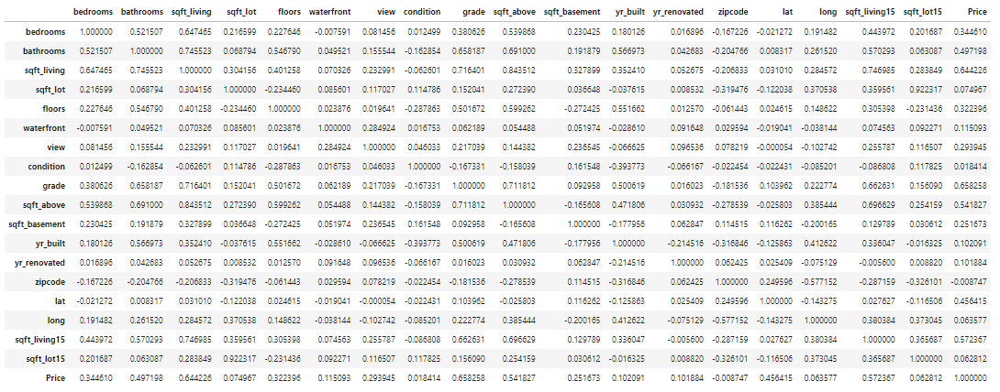 bedrooms bathrooms sqft_living sqft_lot floors waterfront view condition grade sqft_above sqft_basement yr_built yr_renovated zipcode lat long sqft_living15 sqft_lot15 Price
bedrooms 1.000000 0.521507 0.647465 0.216599 0.227646 -0.007591 0.081456 0.012499 0.380626 0.539868 0.230425 0.180126 0.016896 -0.167226 -0.021272 0.191482 0.443972 0.201687 0.344610
bathrooms 0.521507 1.000000 0.745523 0.068794 0.546790 0.049521 0.155544 -0.162854 0.658187 0.691000 0.191879 0.566973 0.042683 -0.204766 0.008317 0.261520 0.570293 0.063087 0.497198
sqft_living 0.647465 0.745523 1.000000 0.304156 0.401258 0.070326 0.232991 -0.062601 0.716401 0.843512 0.327899 0.352410 0.052675 -0.206833 0.031010 0.284572 0.746985 0.283849 0.644226
sqft_lot 0.216599 0.068794 0.304156 1.000000 -0.234460 0.085601 0.117027 0.114786 0.152041 0.272390 0.036648 -0.037615 0.008532 -0.319476 -0.122038 0.370538 0.359561 0.922317 0.074967
floors 0.227646 0.546790 0.401258 -0.234460 1.000000 0.023876 0.019641 -0.287863 0.501672 0.599262 -0.272425 0.551662 0.012570 -0.061443 0.024615 0.148622 0.305398 -0.231436 0.322396
waterfront -0.007591 0.049521 0.070326 0.085601 0.023876 1.000000 0.284924 0.016753 0.062189 0.054488 0.051974 -0.028610 0.091648 0.029594 -0.019041 -0.038144 0.074563 0.092271 0.115093
view 0.081456 0.155544 0.232991 0.117027 0.019641 0.284924 1.000000 0.046033 0.217039 0.144382 0.236545 -0.066625 0.096536 0.078219 -0.000054 -0.102742 0.255787 0.116507 0.293945
condition 0.012499 -0.162854 -0.062601 0.114786 -0.287863 0.016753 0.046033 1.000000 -0.167331 -0.158039 0.161548 -0.393773 -0.066167 -0.022454 -0.022431 -0.085201 -0.086808 0.117825 0.018414
grade 0.380626 0.658187 0.716401 0.152041 0.501672 0.062189 0.217039 -0.167331 1.000000 0.711812 0.092958 0.500619 0.016023 -0.181536 0.103962 0.222774 0.662631 0.156090 0.658258
sqft_above 0.539868 0.691000 0.843512 0.272390 0.599262 0.054488 0.144382 -0.158039 0.711812 1.000000 -0.165608 0.471806 0.030932 -0.278539 -0.025803 0.385444 0.696629 0.254159 0.541827
sqft_basement 0.230425 0.191879 0.327899 0.036648 -0.272425 0.051974 0.236545 0.161548 0.092958 -0.165608 1.000000 -0.177956 0.062847 0.114515 0.116262 -0.200165 0.129789 0.030612 0.251673
yr_built 0.180126 0.566973 0.352410 -0.037615 0.551662 -0.028610 -0.066625 -0.393773 0.500619 0.471806 -0.177956 1.000000 -0.214516 -0.316846 -0.125863 0.412622 0.336047 -0.016325 0.102091
yr_renovated 0.016896 0.042683 0.052675 0.008532 0.012570 0.091648 0.096536 -0.066167 0.016023 0.030932 0.062847 -0.214516 1.000000 0.062425 0.025409 -0.075129 -0.005600 0.008820 0.101884
zipcode -0.167226 -0.204766 -0.206833 -0.319476 -0.061443 0.029594 0.078219 -0.022454 -0.181536 -0.278539 0.114515 -0.316846 0.062425 1.000000 0.249596 -0.577152 -0.287159 -0.326101 -0.008747
lat -0.021272 0.008317 0.031010 -0.122038 0.024615 -0.019041 -0.000054 -0.022431 0.103962 -0.025803 0.116262 -0.125863 0.025409 0.249596 1.000000 -0.143275 0.027627 -0.116506 0.456415
long 0.191482 0.261520 0.284572 0.370538 0.148622 -0.038144 -0.102742 -0.085201 0.222774 0.385444 -0.200165 0.412622 -0.075129 -0.577152 -0.143275 1.000000 0.380384 0.373045 0.063577
sqft_living15 0.443972 0.570293 0.746985 0.359561 0.305398 0.074563 0.255787 -0.086808 0.662631 0.696629 0.129789 0.336047 -0.005600 -0.287159 0.027627 0.380384 1.000000 0.365687 0.572367
sqft_lot15 0.201687 0.063087 0.283849 0.922317 -0.231436 0.092271 0.116507 0.117825 0.156090 0.254159 0.030612 -0.016325 0.008820 -0.326101 -0.116506 0.373045 0.365687 1.000000 0.062812
Price 0.344610 0.497198 0.644226 0.074967 0.322396 0.115093 0.293945 0.018414 0.658258 0.541827 0.251673 0.102091 0.101884 -0.008747 0.456415 0.063577 0.572367 0.062812 1.000000